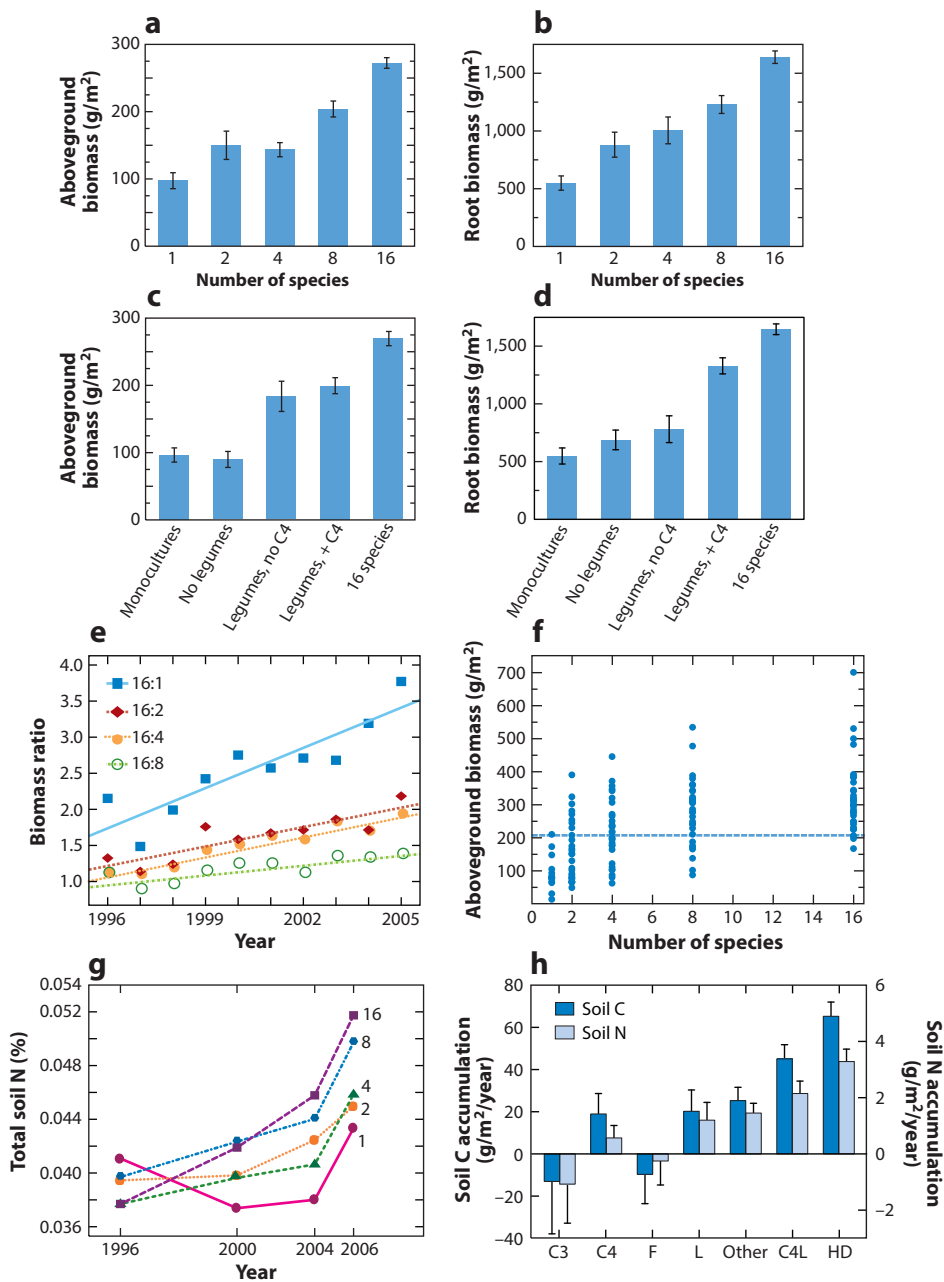 a
Aboveground
biomass (g/m²)
300
200
100
0
1 2 4 8 16
Number of species
b
Root biomass (g/m²)
1,500
1,000
500
0
1 2 4 8 16
Number of species
c
Aboveground
biomass (g/m²)
300
200
100
0
Monocultures
No legumes
Legumes, no C4
Legumes, + C4
16 species
d
Root biomass (g/m²)
1,500
1,000
500
0
Monocultures
No legumes
Legumes, no C4
Legumes, + C4
16 species
e
Biomass ratio
4.0
3.5
3.0
2.5
2.0
1.5
1.0
16:1
16:2
16:4
16:8
1996 1999 2002 2005
Year
f
Aboveground biomass (g/m²)
700
600
500
400
300
200
100
0 2 4 6 8 10 12 14 16
Number of species
g
Total soil N (%)
0.054
0.052
0.048
0.044
0.040
0.036
16
8
4
2
1
1996 2000 2004 2006
Year
h
Soil C accumulation
(g/m²/year)
80
60
40
20
0
–20
–40
Soil C
Soil N
6
4
2
0
–2
Soil N accumulation
(g/m²/year)
C3 C4 F L Other C4L HD